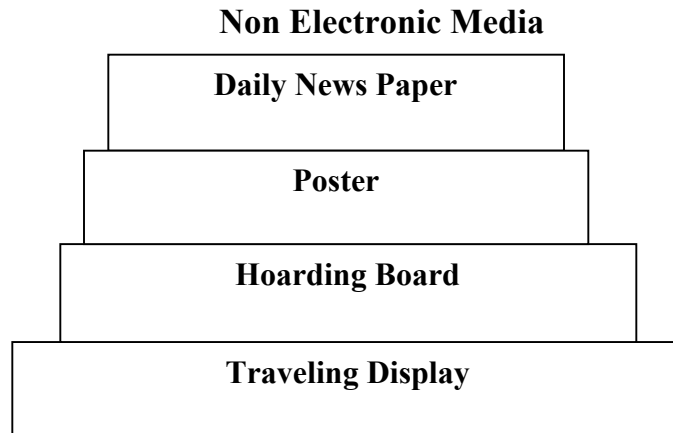 Non Electronic Media
Daily News Paper
Poster
Hoarding Board
Traveling Display